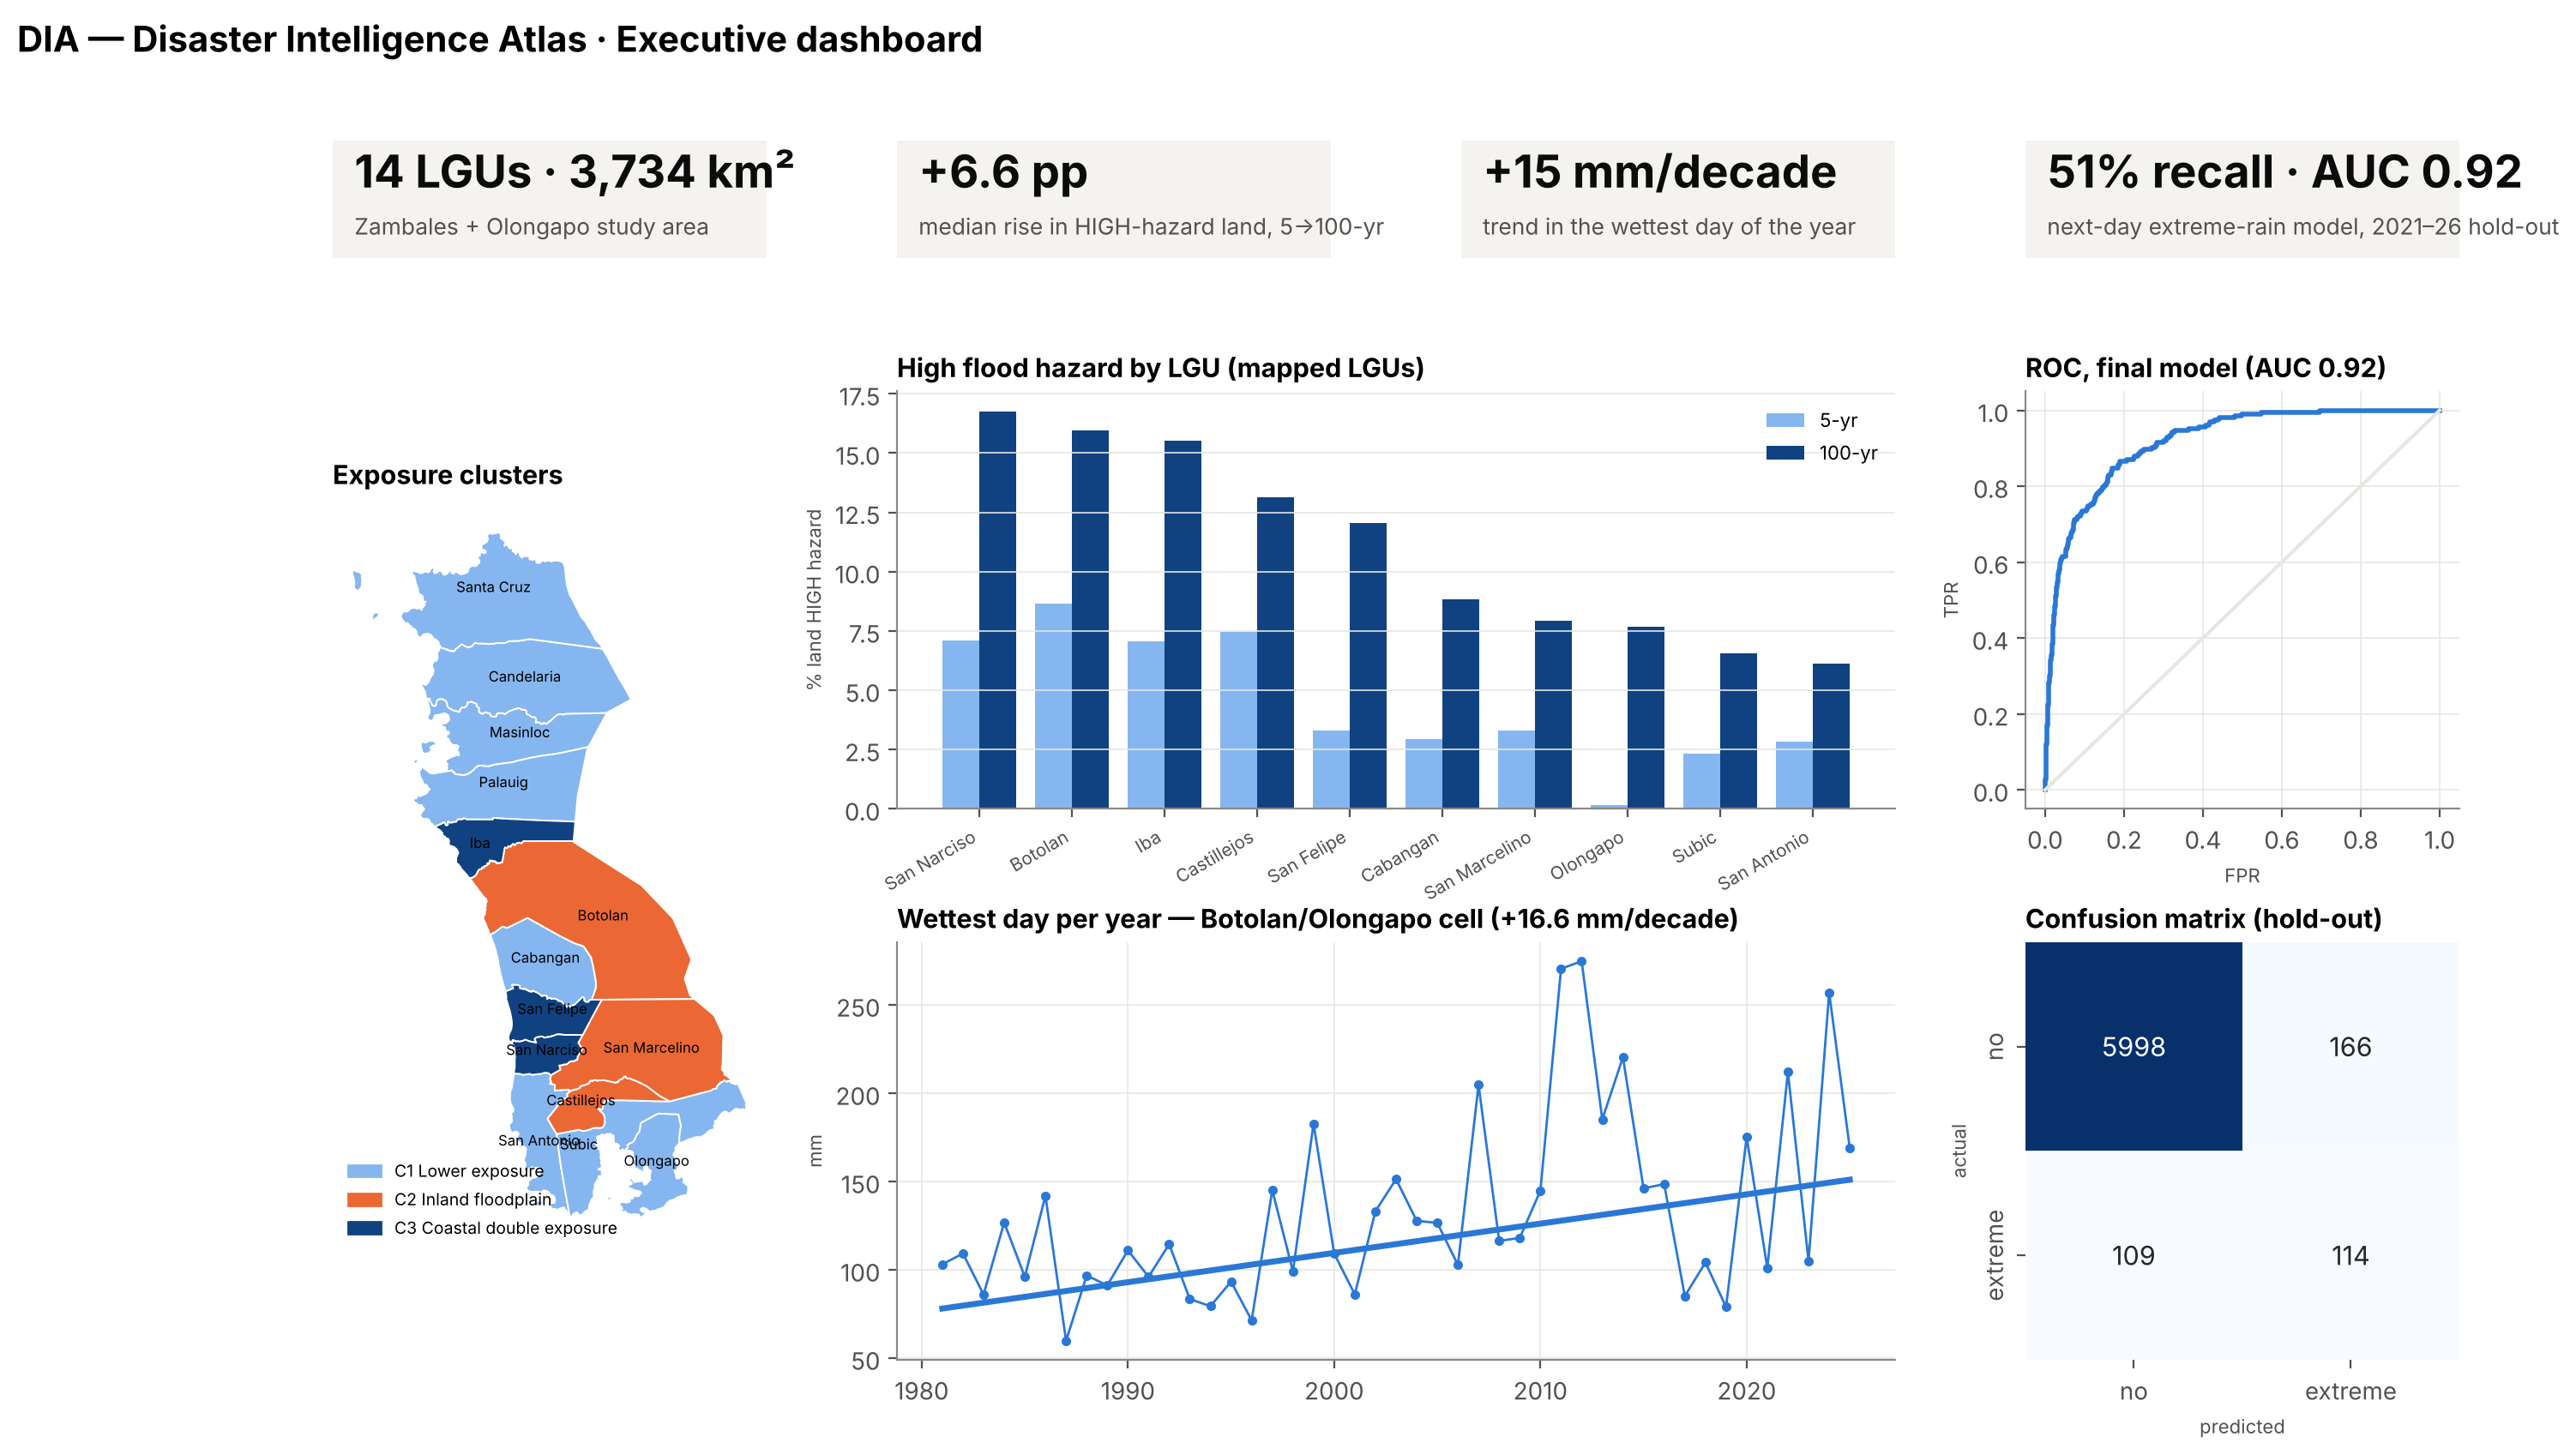 DIA — Disaster Intelligence Atlas · Executive dashboard
14 LGUs · 3,734 km²
Zambales + Olongapo study area
+6.6 pp
median rise in HIGH-hazard land, 5→100-yr
+15 mm/decade
trend in the wettest day of the year
51% recall · AUC 0.92
next-day extreme-rain model, 2021–26 hold-out
Exposure clusters
Santa Cruz
Candelaria
Masinloc
Palauig
Iba
Botolan
Cabangan
San Felipe
San Narciso
San Marcelino
Castillejos
San Antonio
Subic
Olongapo
C1 Lower exposure
C2 Inland floodplain
C3 Coastal double exposure
High flood hazard by LGU (mapped LGUs)
% land HIGH hazard
17.5
15.0
12.5
10.0
7.5
5.0
2.5
0.0
5-yr
100-yr
San Narciso
Botolan
Iba
Castillejos
San Felipe
Cabangan
San Marcelino
Olongapo
Subic
San Antonio
Wettest day per year — Botolan/Olongapo cell (+16.6 mm/decade)
mm
250
200
150
100
50
1980
1990
2000
2010
2020
ROC, final model (AUC 0.92)
TPR
1.0
0.8
0.6
0.4
0.2
0.0
0.0
0.2
0.4
0.6
0.8
1.0
FPR
Confusion matrix (hold-out)
actual
no
extreme
5998
166
109
114
no
extreme
predicted